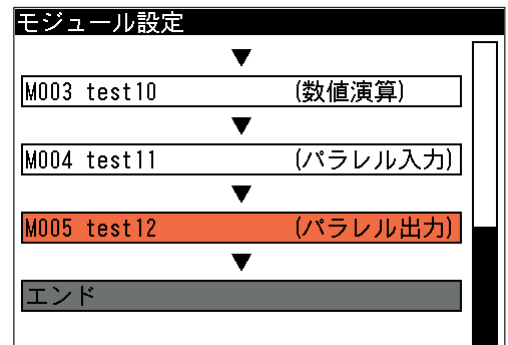 モジュール設定
▼
M003 test10 (数値演算)
▼
M004 test11 (パラレル入力)
▼
M005 test12 (パラレル出力)
▼
エンド